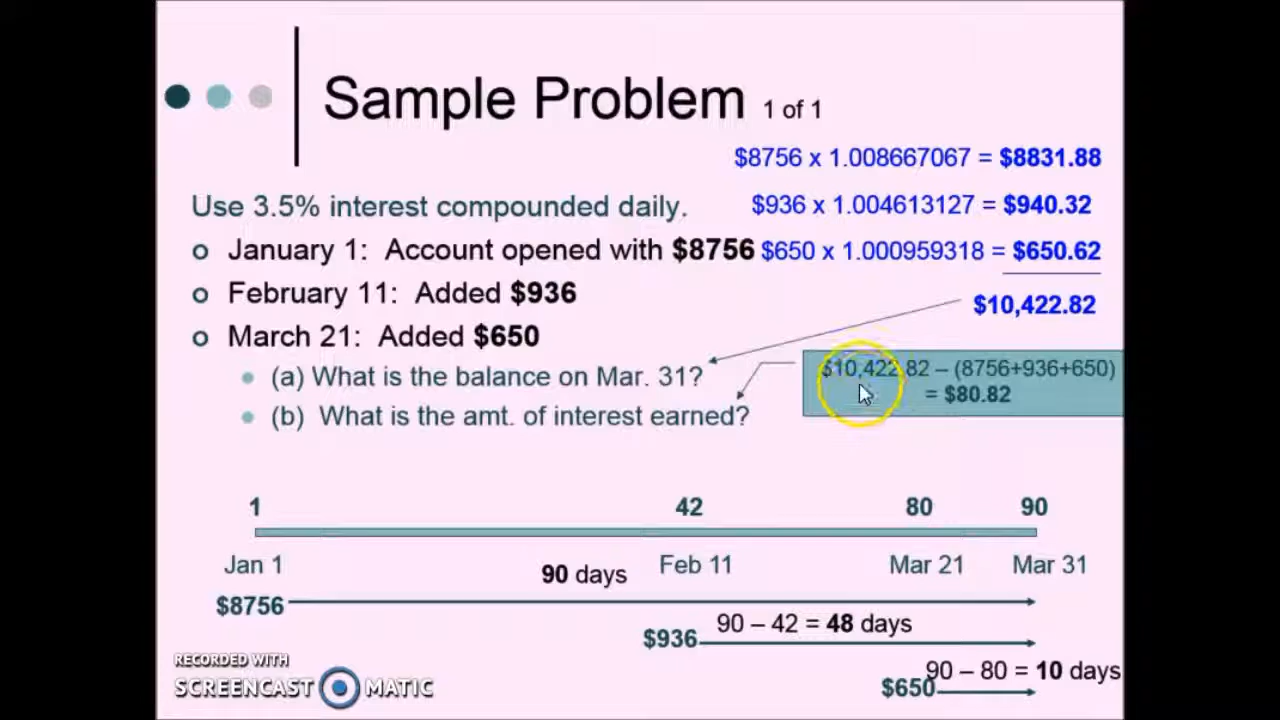 Sample Problem 1 of 1
$8756 x 1.008667067 = $8831.88
Use 3.5% interest compounded daily.
$936 x 1.004613127 = $940.32
January 1: Account opened with $8756
$650 x 1.000959318 = $650.62
February 11: Added $936
$10,422.82
March 21: Added $650
(a) What is the balance on Mar. 31?
$10,422.82 – (8756+936+650)
= $80.82
(b) What is the amt. of interest earned?
1 42 80 90
Jan 1 Feb 11 Mar 21 Mar 31
90 days
$8756
90 – 42 = 48 days
$936
90 – 80 = 10 days
$650
RECORDED WITH
SCREENCAST MATIC